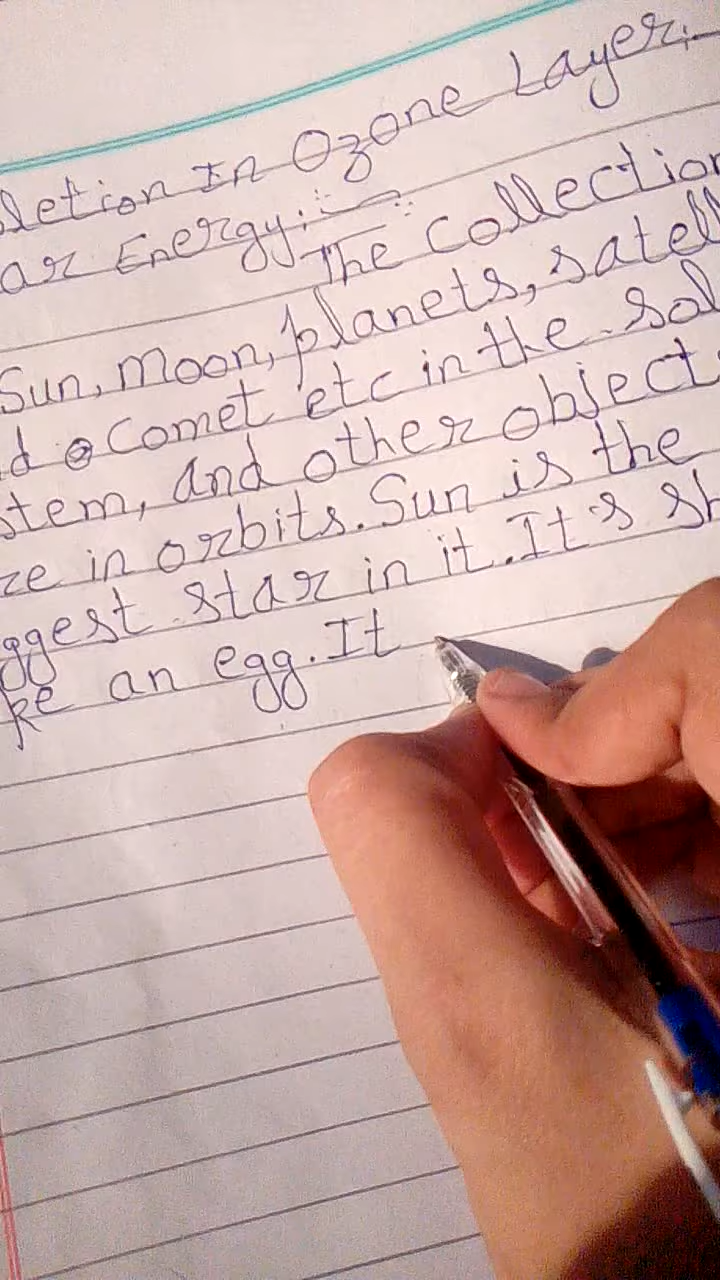 letion In Ozone Layer:-
ar Energy:-
The collection
Sun, Moon, planets, satell
d comet etc in the sol
stem, and other object
re in orbits. Sun is the
ggest star in it. It's sh
ke an egg. It